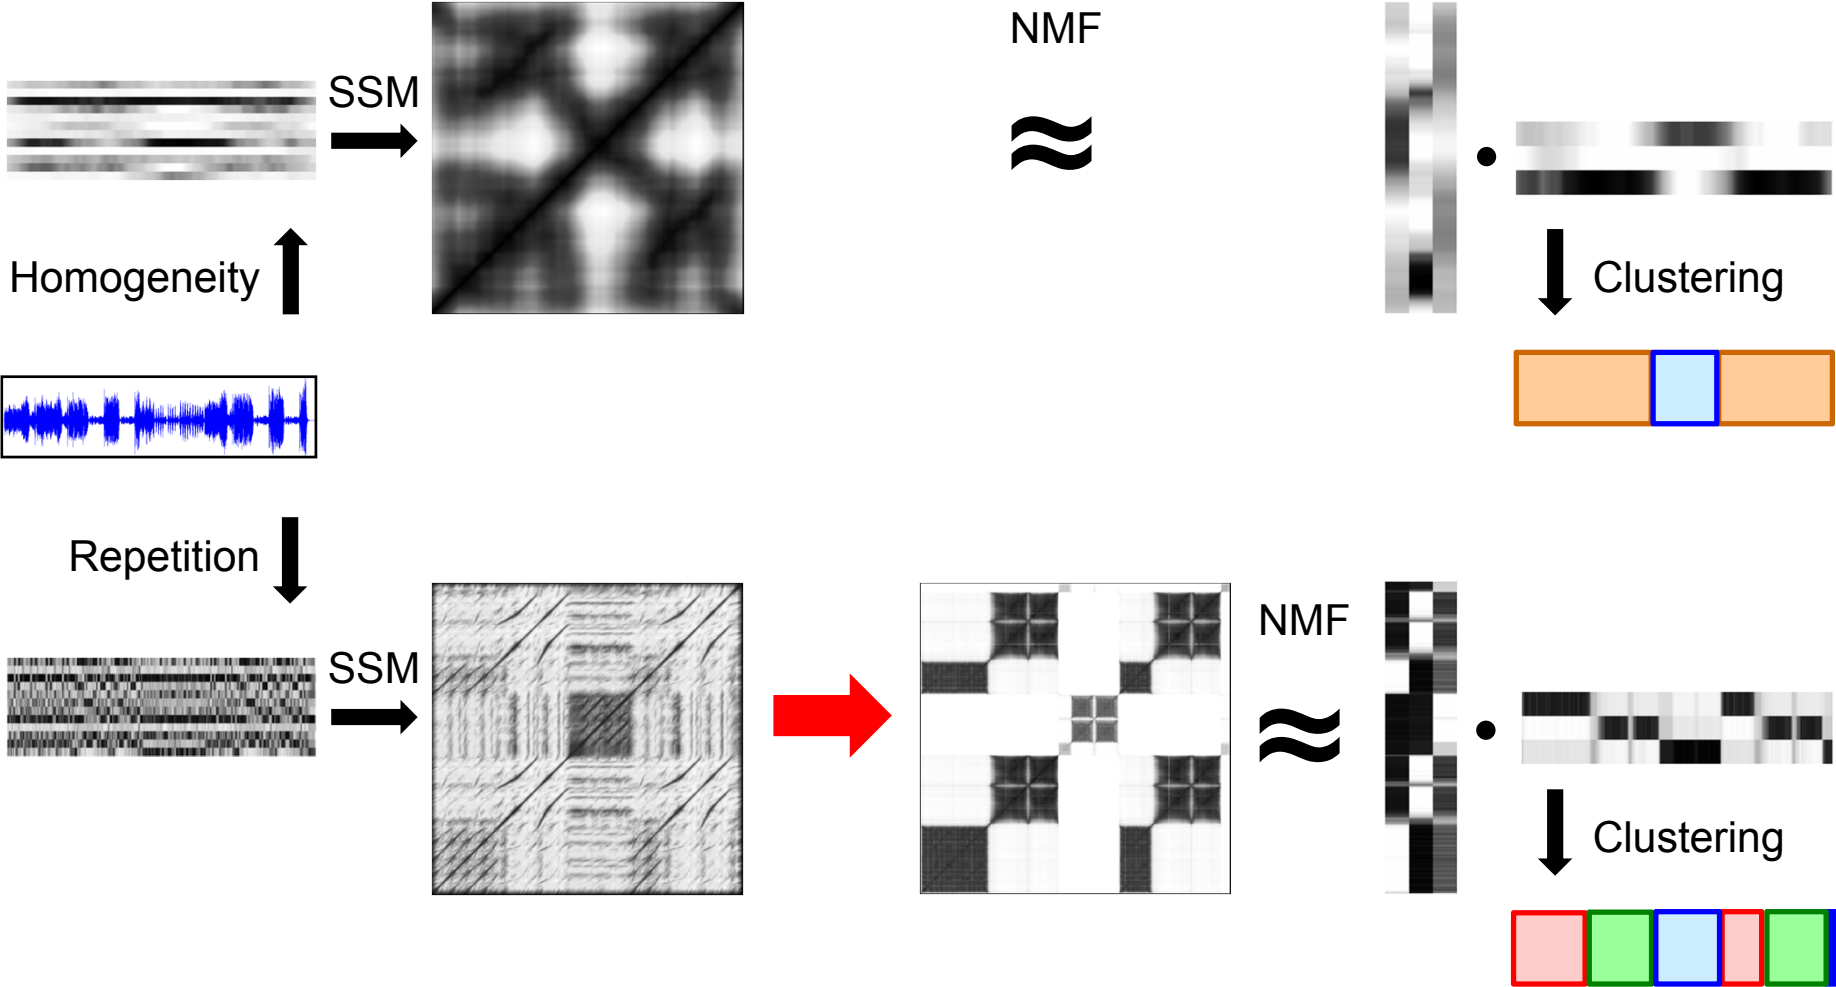 NMF
SSM
Homogeneity
Clustering
Repetition
SSM
NMF
Clustering